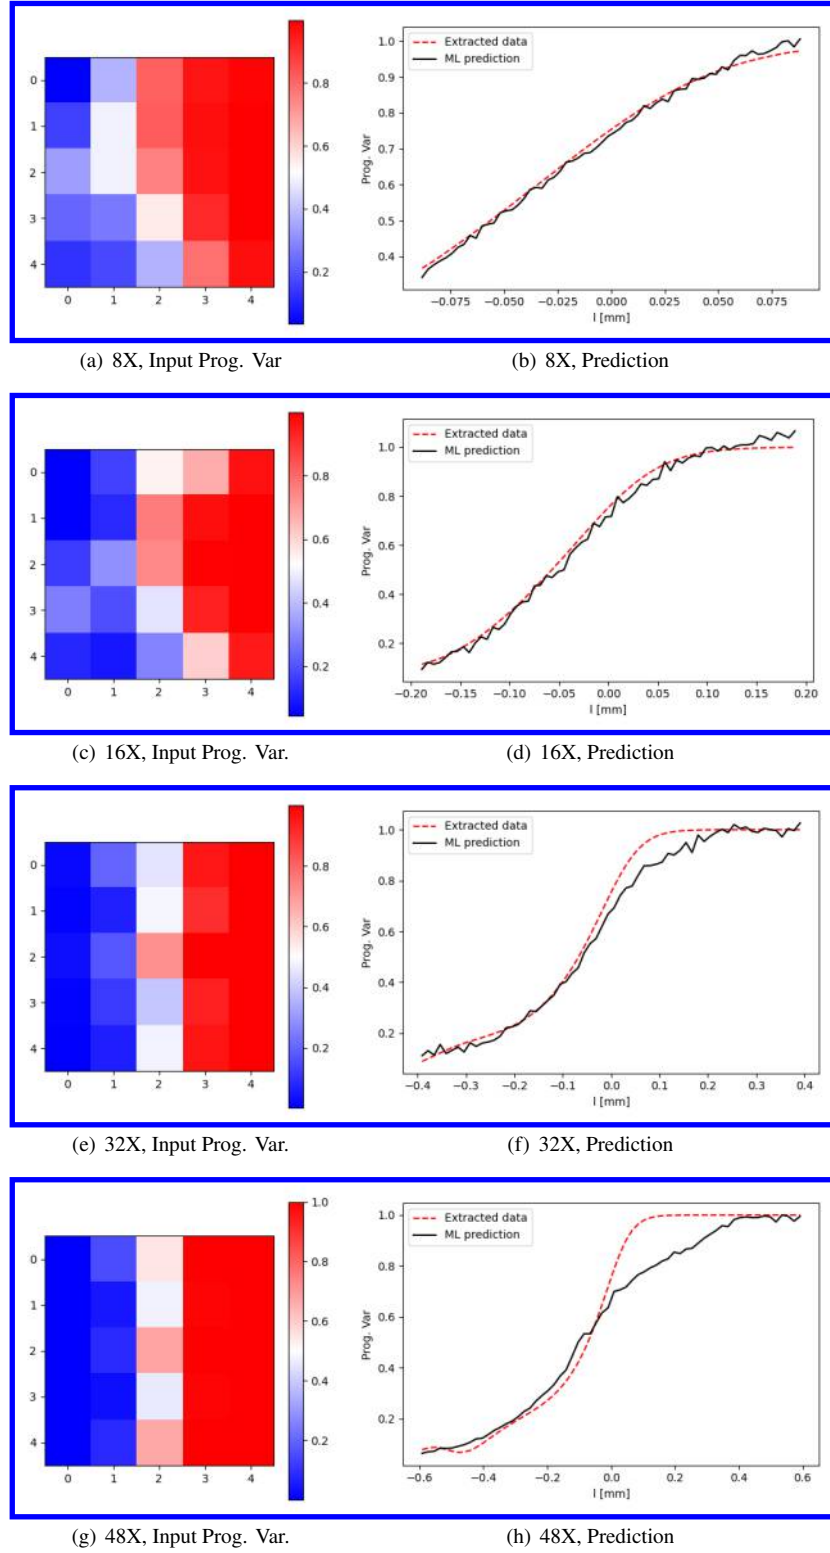 0
1
2
3
4
0 1 2 3 4
0.8
0.6
0.4
0.2
Extracted data
ML prediction
1.0
0.9
0.8
0.7
0.6
0.5
0.4
Prog. Var
−0.075 −0.050 −0.025 0.000 0.025 0.050 0.075
l [mm]
(a) 8X, Input Prog. Var
(b) 8X, Prediction
0
1
2
3
4
0 1 2 3 4
0.8
0.6
0.4
0.2
Extracted data
ML prediction
1.0
0.8
0.6
0.4
0.2
Prog. Var
−0.20 −0.15 −0.10 −0.05 0.00 0.05 0.10 0.15 0.20
l [mm]
(c) 16X, Input Prog. Var.
(d) 16X, Prediction
0
1
2
3
4
0 1 2 3 4
0.8
0.6
0.4
0.2
Extracted data
ML prediction
1.0
0.8
0.6
0.4
0.2
Prog. Var
−0.4 −0.3 −0.2 −0.1 0.0 0.1 0.2 0.3 0.4
l [mm]
(e) 32X, Input Prog. Var.
(f) 32X, Prediction
0
1
2
3
4
0 1 2 3 4
1.0
0.8
0.6
0.4
0.2
Extracted data
ML prediction
1.0
0.8
0.6
0.4
0.2
Prog. Var
−0.6 −0.4 −0.2 0.0 0.2 0.4 0.6
l [mm]
(g) 48X, Input Prog. Var.
(h) 48X, Prediction